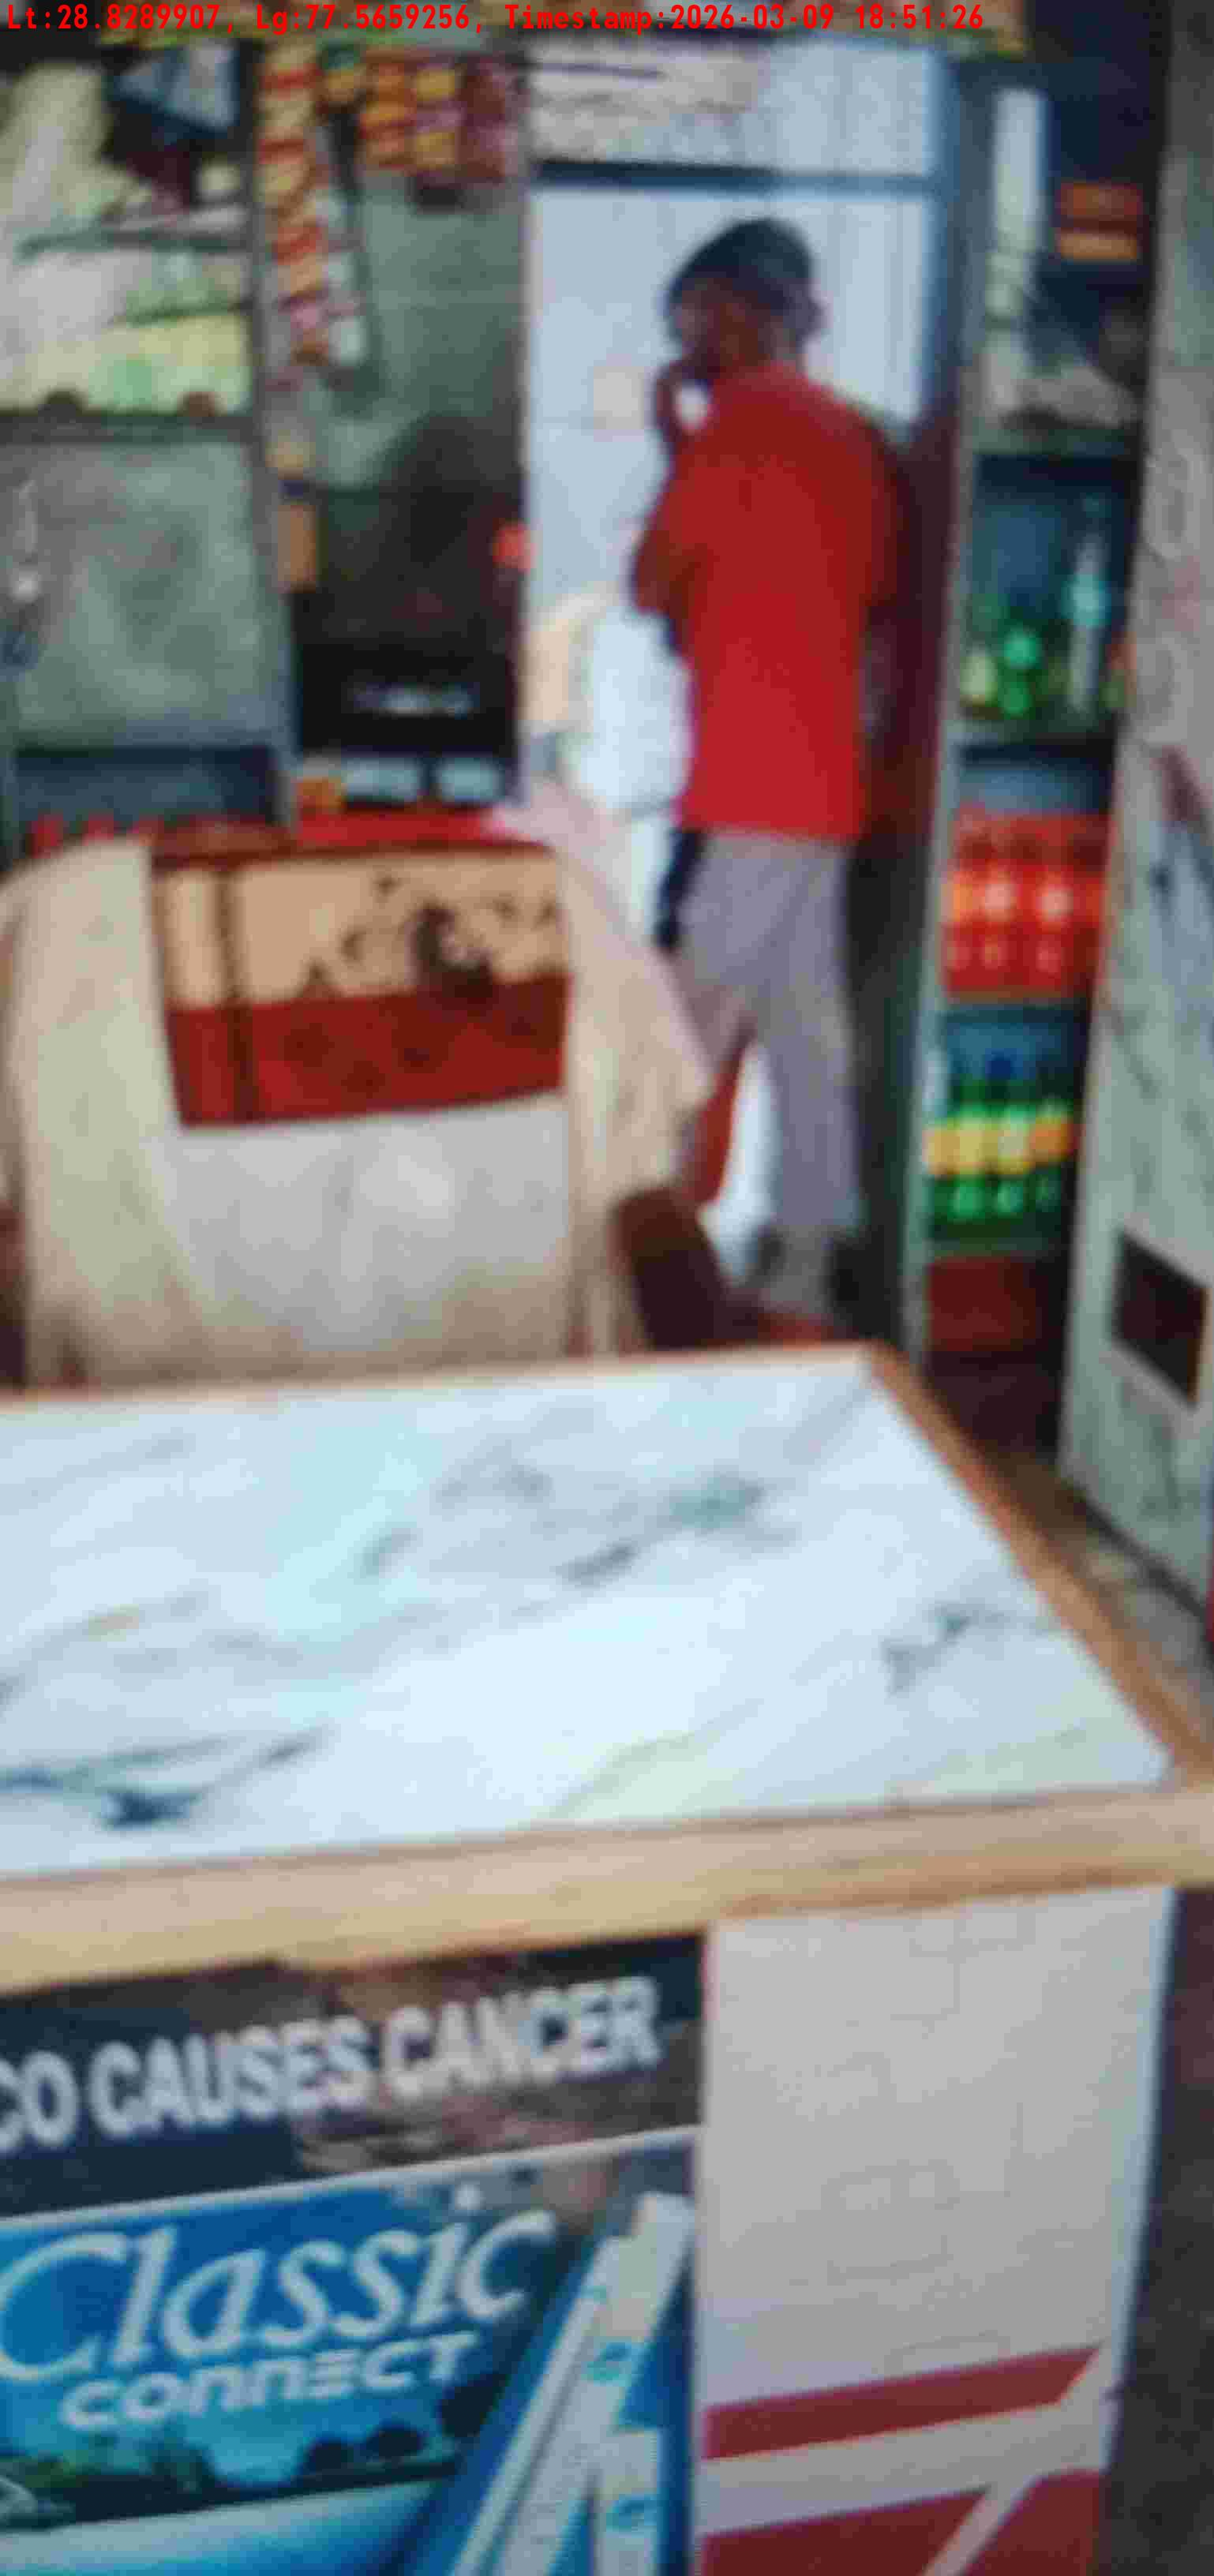 Lt:28.8289907, Lg:77.5659256, Timestamp:2026-03-09 18:51:26
CO CAUSES CANCER
Classic
CONNECT